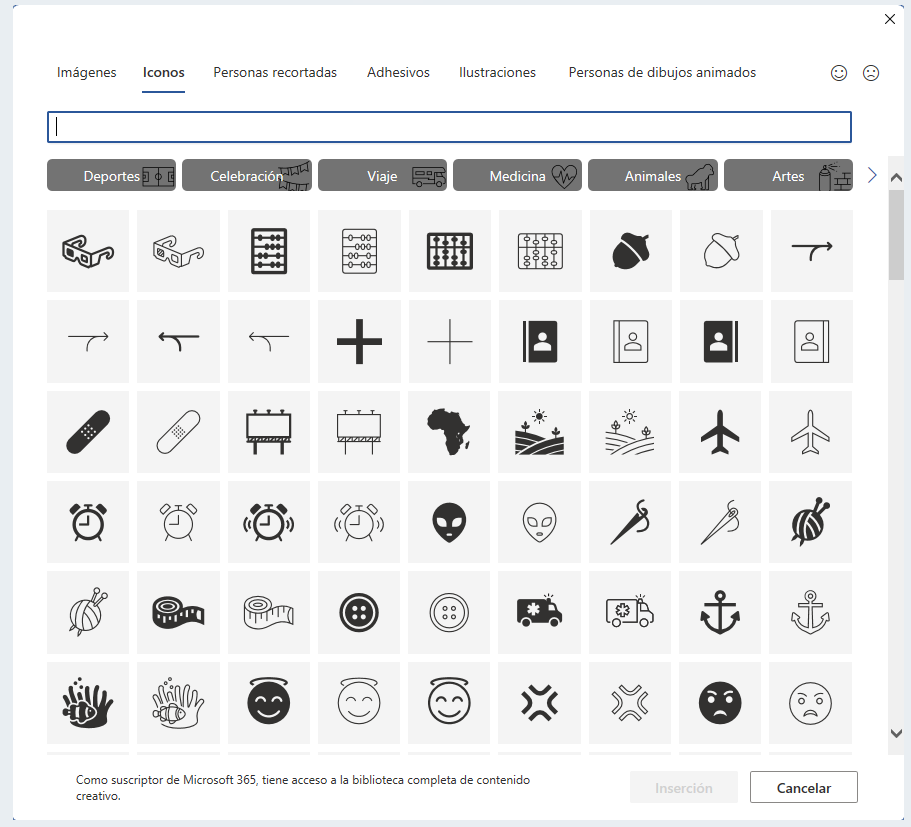 Imágenes Iconos Personas recortadas Adhesivos Ilustraciones Personas de dibujos animados
Deportes Celebración Viaje Medicina Animales Artes
Como suscriptor de Microsoft 365, tiene acceso a la biblioteca completa de contenido
creativo.
Inserción Cancelar